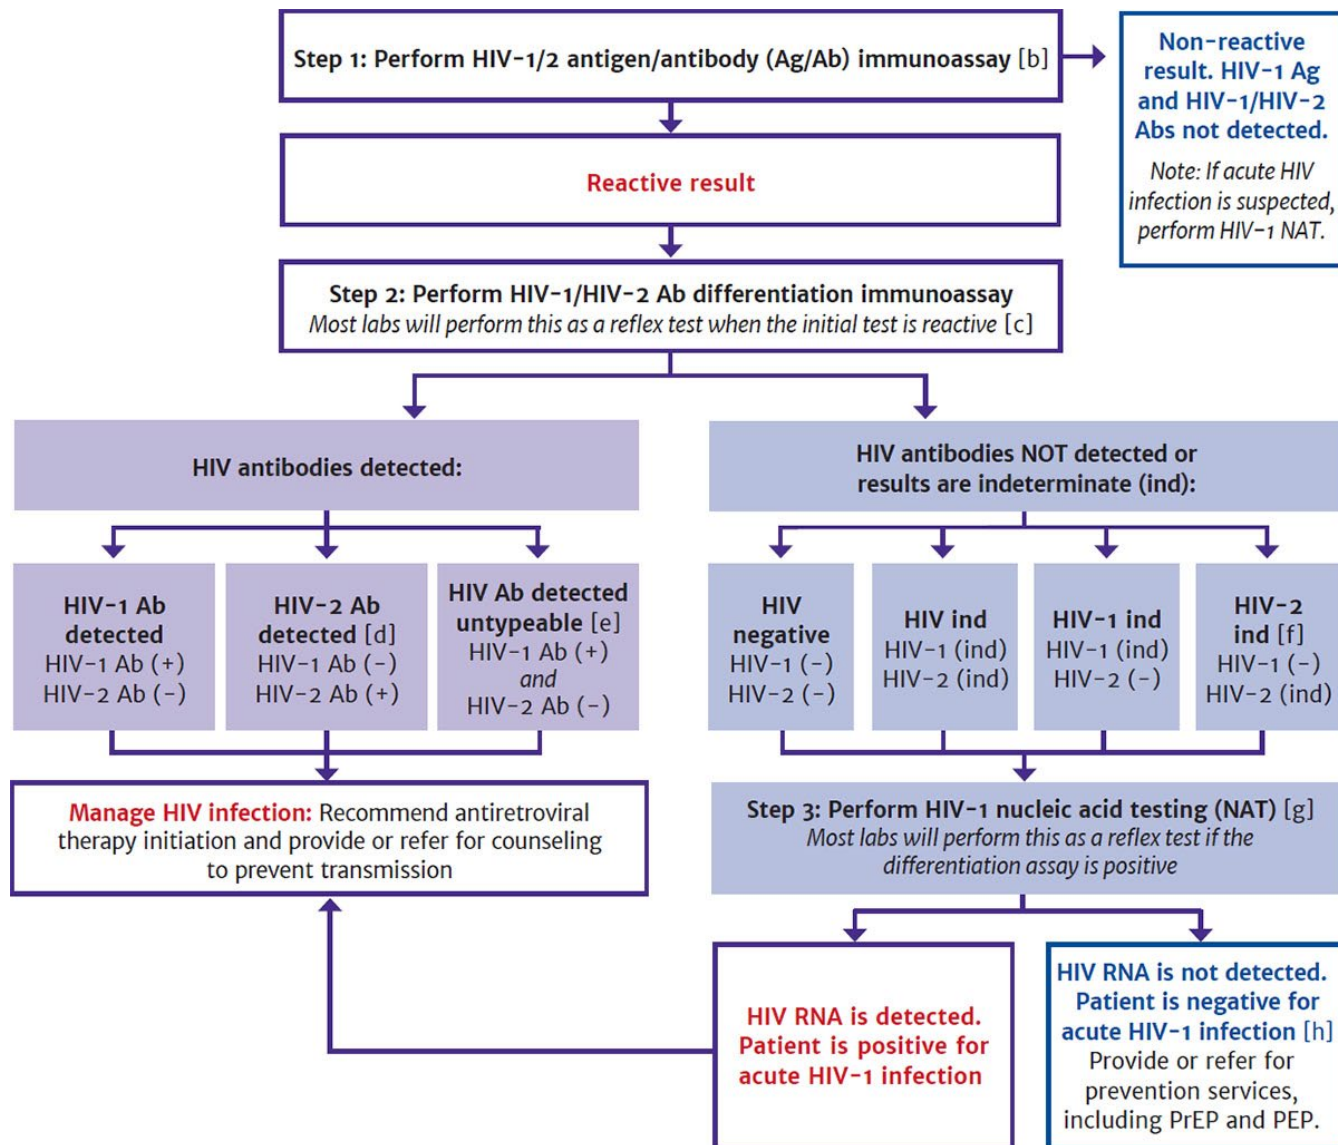 Step 1: Perform HIV-1/2 antigen/antibody (Ag/Ab) immunoassay [b]
Non-reactive
result. HIV-1 Ag
and HIV-1/HIV-2
Abs not detected.
Note: If acute HIV
infection is suspected,
perform HIV-1 NAT.
Reactive result
Step 2: Perform HIV-1/HIV-2 Ab differentiation immunoassay
Most labs will perform this as a reflex test when the initial test is reactive [c]
HIV antibodies detected:
HIV antibodies NOT detected or
results are indeterminate (ind):
HIV-1 Ab
detected
HIV-1 Ab (+)
HIV-2 Ab (-)
HIV-2 Ab
detected [d]
HIV-1 Ab (-)
HIV-2 Ab (+)
HIV Ab detected
untypeable [e]
HIV-1 Ab (+)
and
HIV-2 Ab (-)
HIV
negative
HIV-1 (-)
HIV-2 (-)
HIV ind
HIV-1 (ind)
HIV-2 (ind)
HIV-1 ind
HIV-1 (ind)
HIV-2 (-)
HIV-2
ind [f]
HIV-1 (-)
HIV-2 (ind)
Manage HIV infection: Recommend antiretroviral
therapy initiation and provide or refer for counseling
to prevent transmission
Step 3: Perform HIV-1 nucleic acid testing (NAT) [g]
Most labs will perform this as a reflex test if the
differentiation assay is positive
HIV RNA is detected.
Patient is positive for
acute HIV-1 infection
HIV RNA is not detected.
Patient is negative for
acute HIV-1 infection [h]
Provide or refer for
prevention services,
including PrEP and PEP.